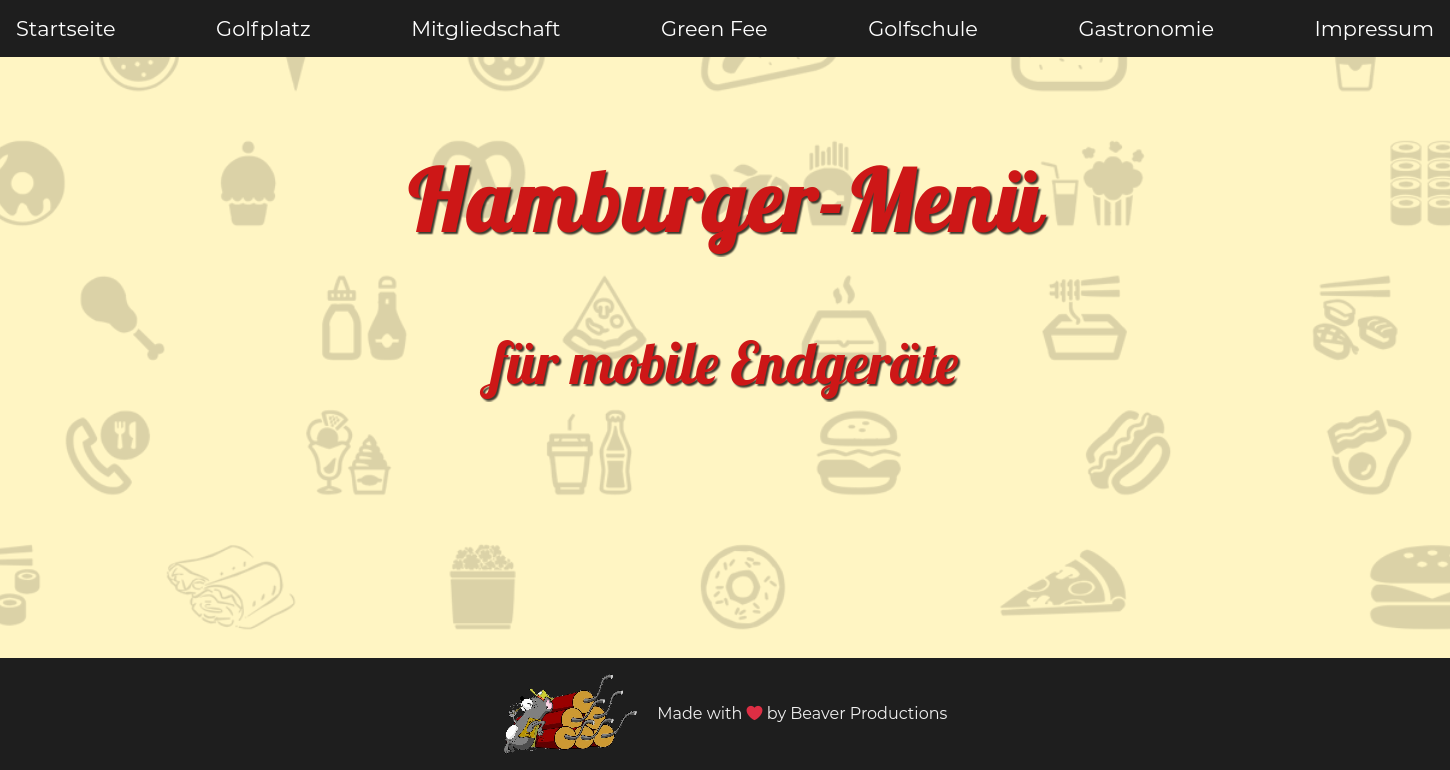 Startseite Golfplatz Mitgliedschaft Green Fee Golfschule Gastronomie Impressum
Hamburger-Menü
für mobile Endgeräte
Made with ❤ by Beaver Productions